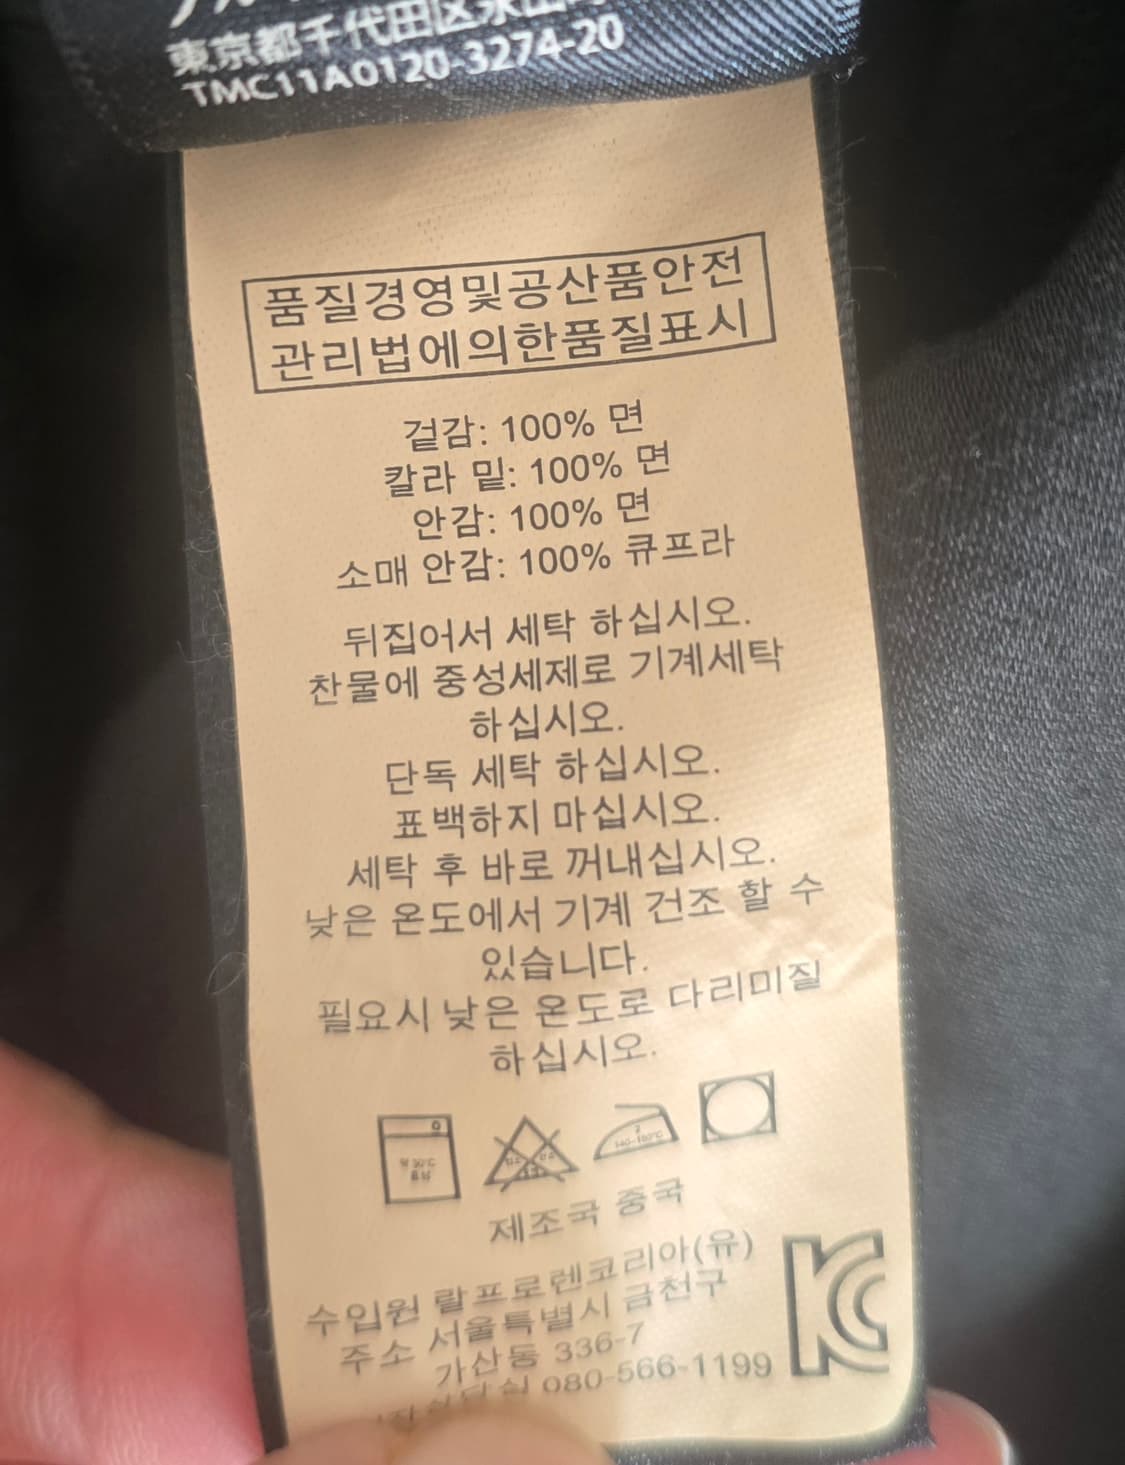 東京都千代田区永田
TMC11A0120-3274-20
품질경영및공산품안전
관리법에의한품질표시
겉감: 100% 면
칼라 밑: 100% 면
안감: 100% 면
소매 안감: 100% 큐프라
뒤집어서 세탁 하십시오.
찬물에 중성세제로 기계세탁
하십시오.
단독 세탁 하십시오.
표백하지 마십시오.
세탁 후 바로 꺼내십시오.
낮은 온도에서 기계 건조 할 수
있습니다.
필요시 낮은 온도로 다리미질
하십시오.
제조국 중국
수입원 랄프로렌코리아(유)
주소 서울특별시 금천구
가산동 336-7
080-566-1199
KC